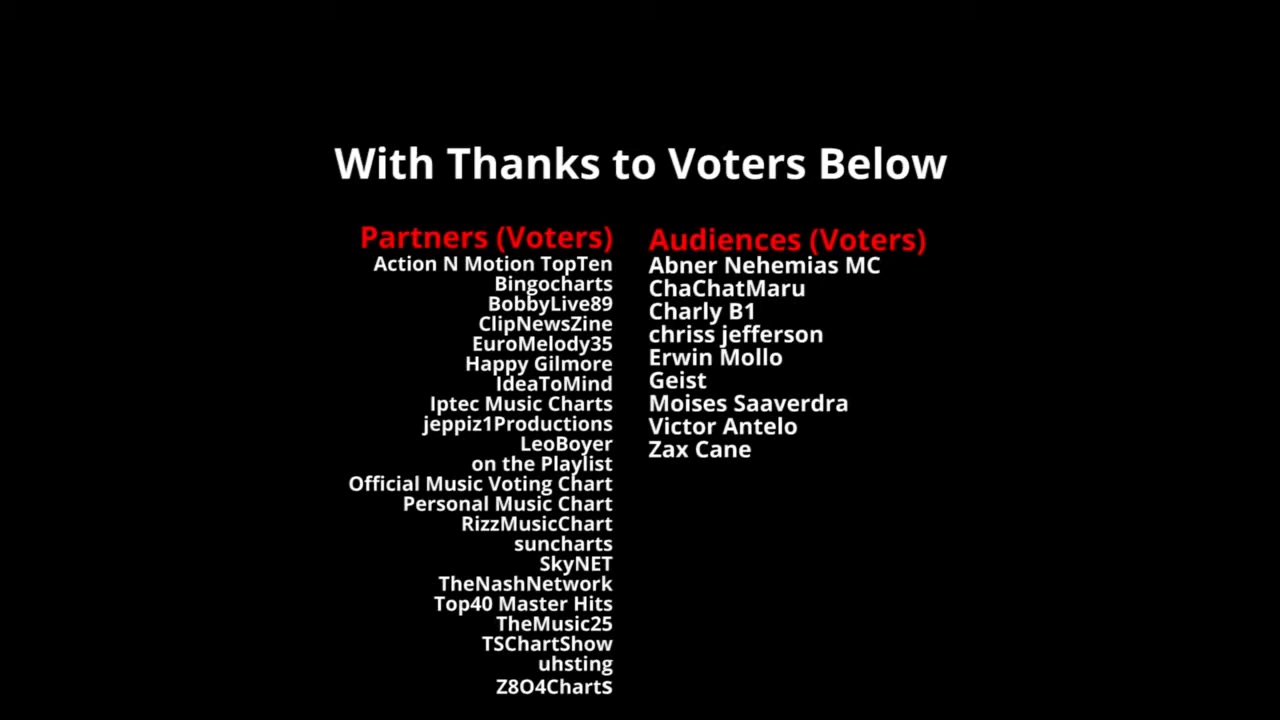 With Thanks to Voters Below
Partners (Voters)
Action N Motion TopTen
Bingocharts
BobbyLive89
ClipNewsZine
EuroMelody35
Happy Gilmore
IdeaToMind
Iptec Music Charts
jeppiz1Productions
LeoBoyer
on the Playlist
Official Music Voting Chart
Personal Music Chart
RizzMusicChart
suncharts
SkyNET
TheNashNetwork
Top40 Master Hits
TheMusic25
TSChartShow
uhsting
Z8O4Charts
Audiences (Voters)
Abner Nehemias MC
ChaChatMaru
Charly B1
chriss jefferson
Erwin Mollo
Geist
Moises Saaverdra
Victor Antelo
Zax Cane